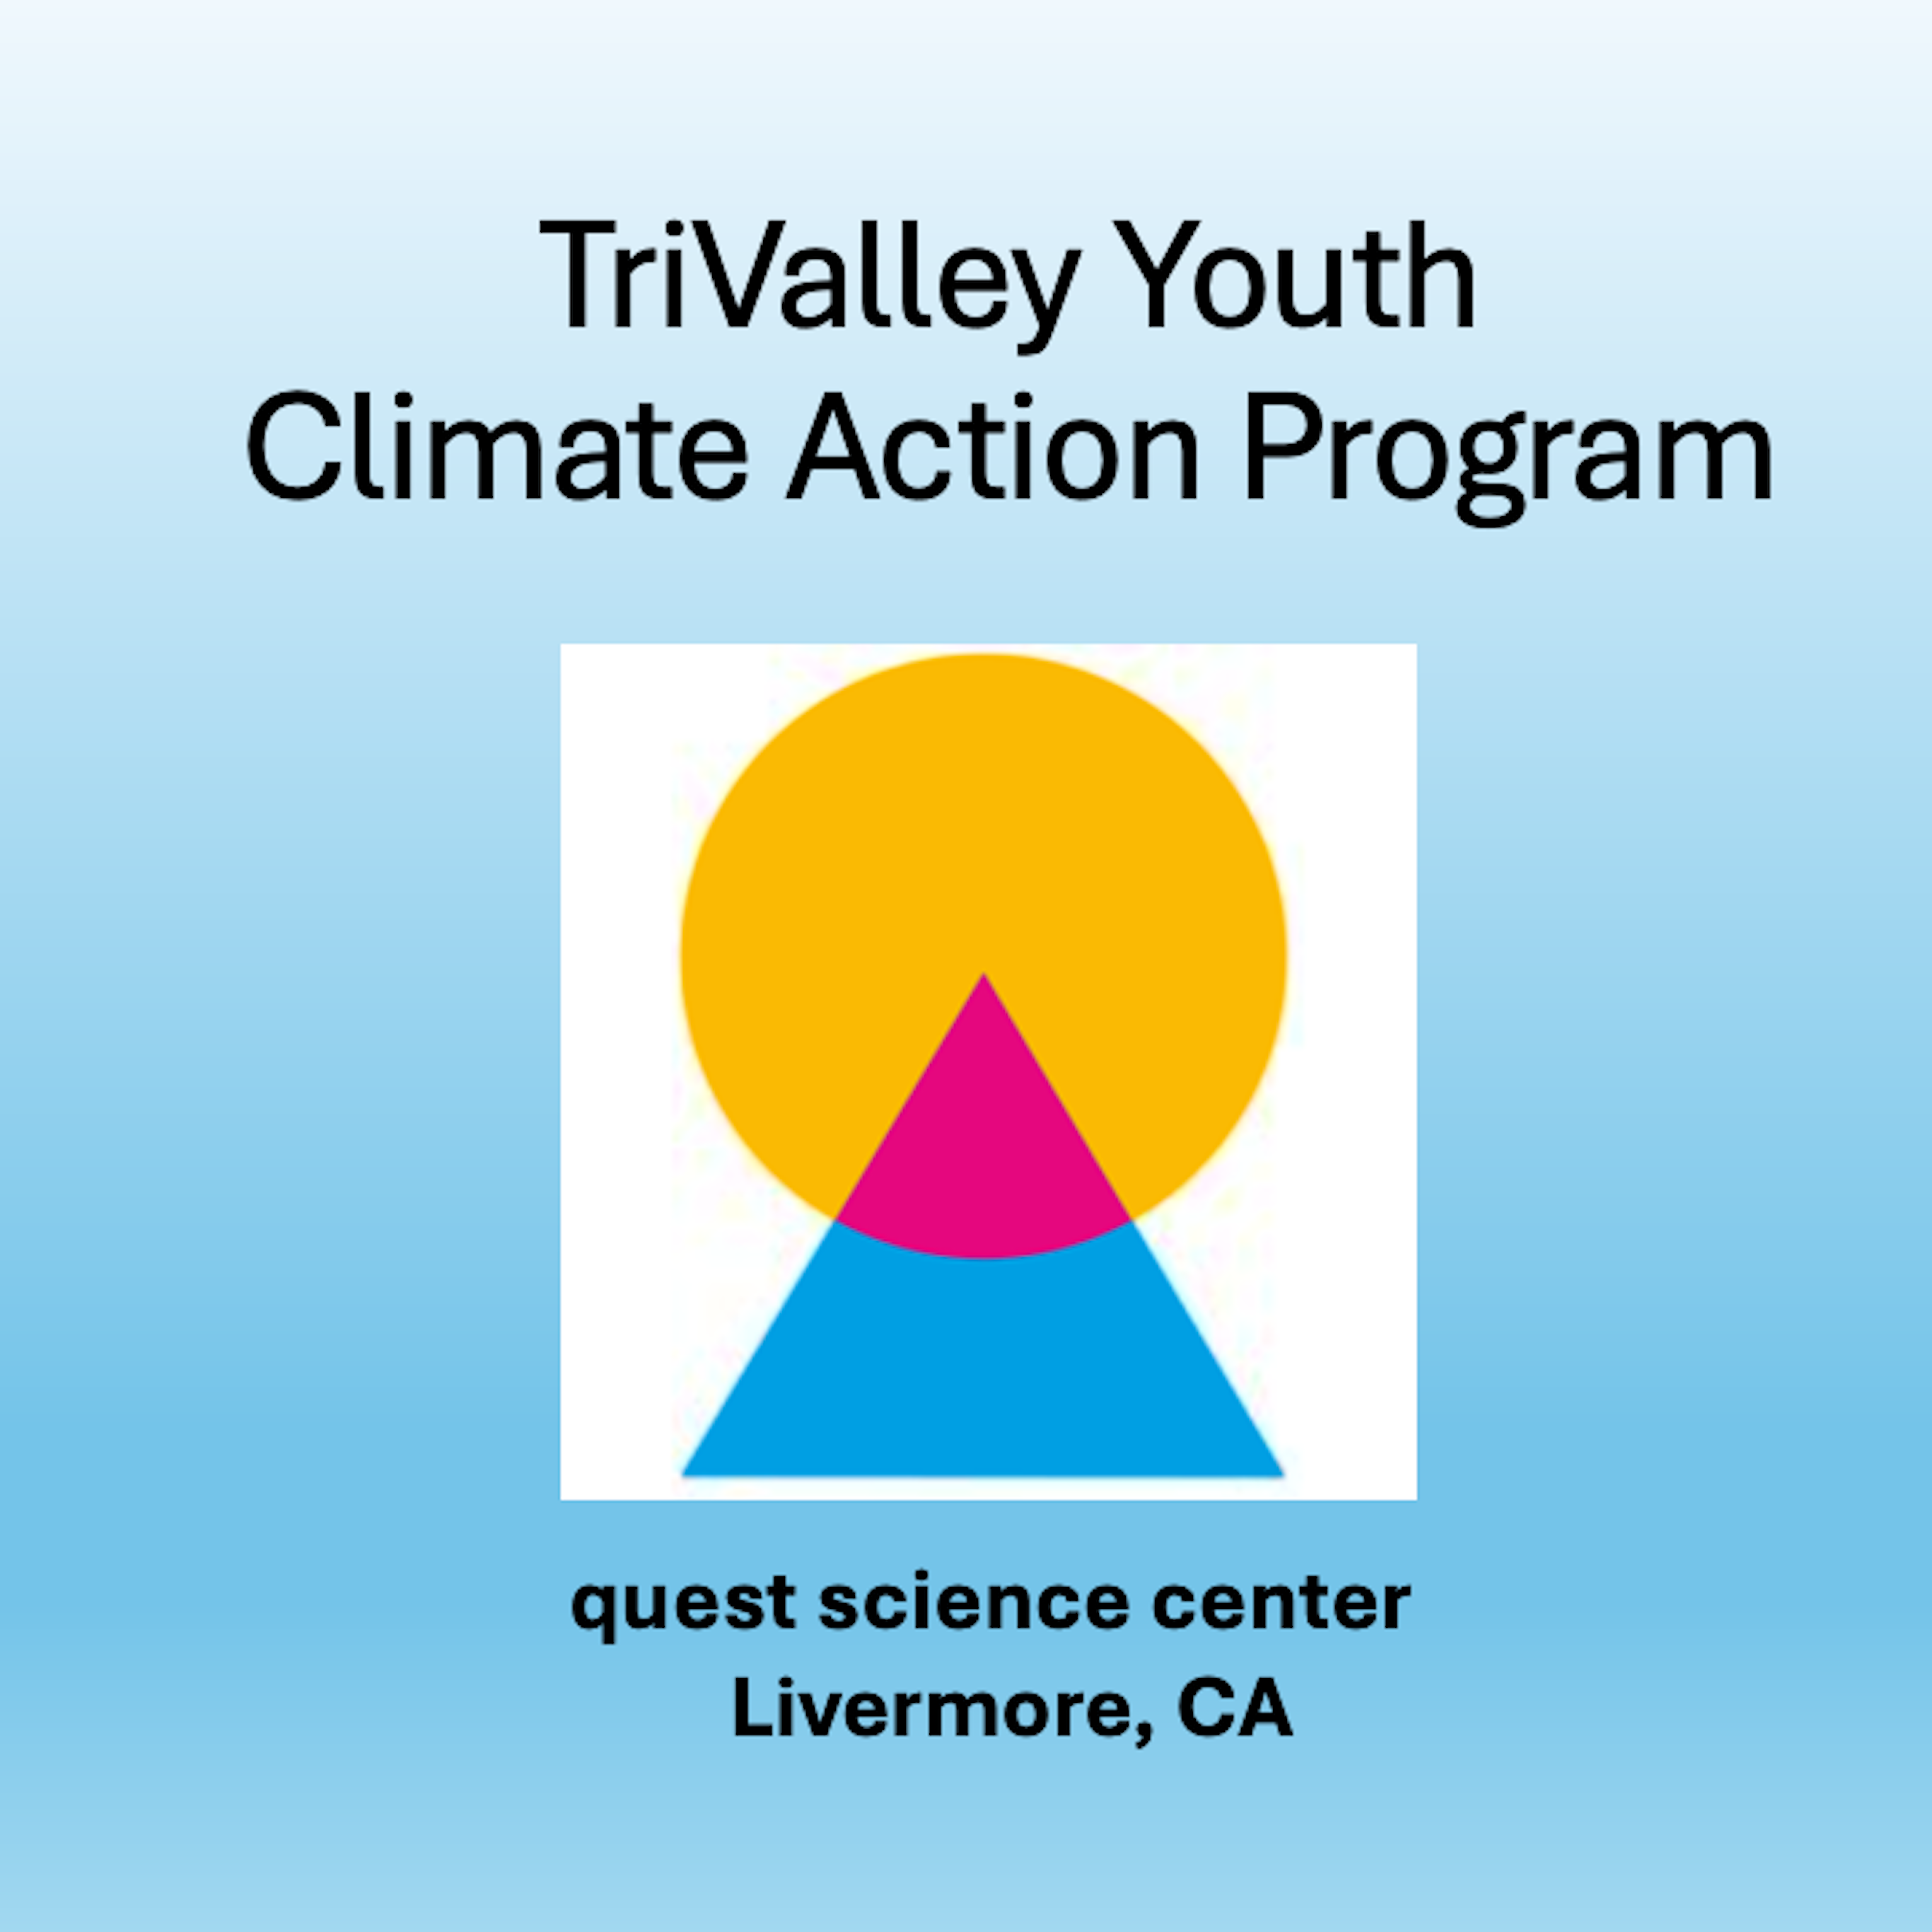 TriValley Youth
Climate Action Program
quest science center
Livermore, CA